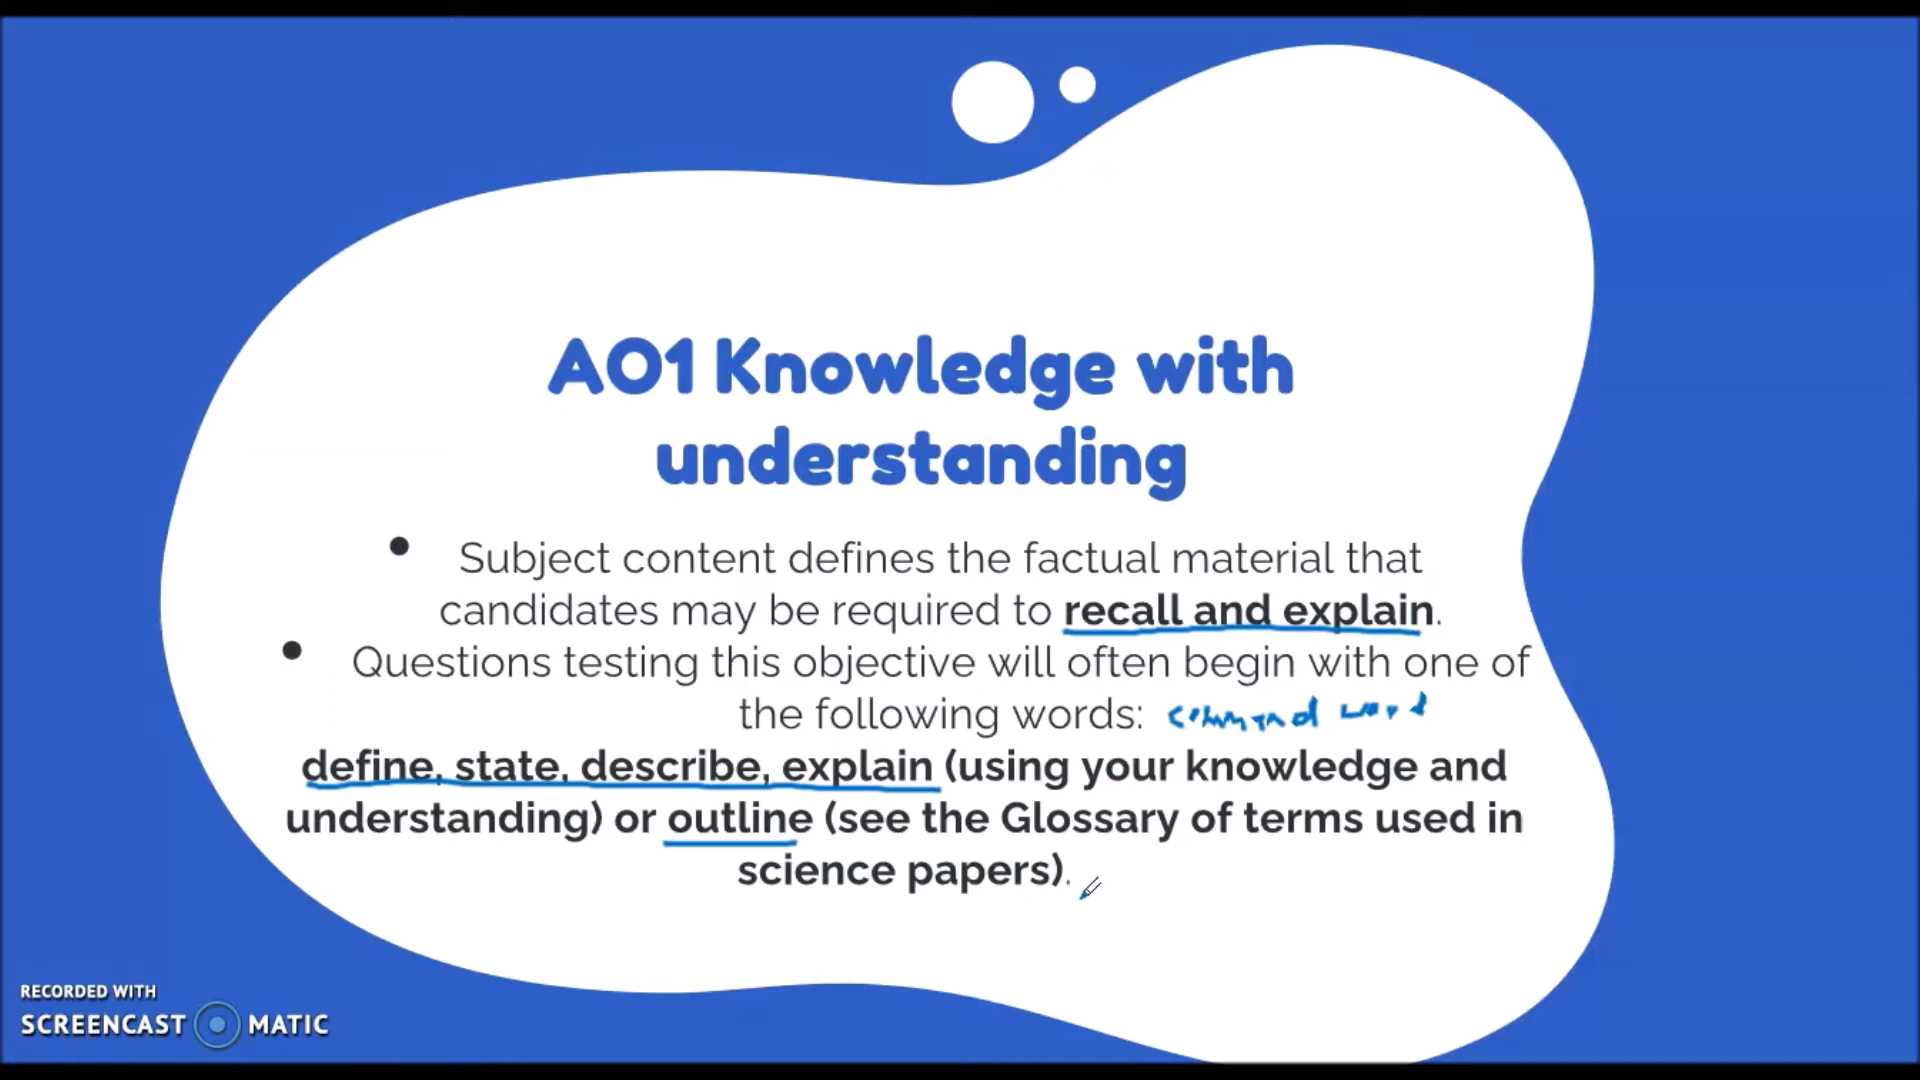 AO1 Knowledge with
understanding
• Subject content defines the factual material that
candidates may be required to recall and explain.
• Questions testing this objective will often begin with one of
the following words: command word
define, state, describe, explain (using your knowledge and
understanding) or outline (see the Glossary of terms used in
science papers).
RECORDED WITH
SCREENCAST MATIC